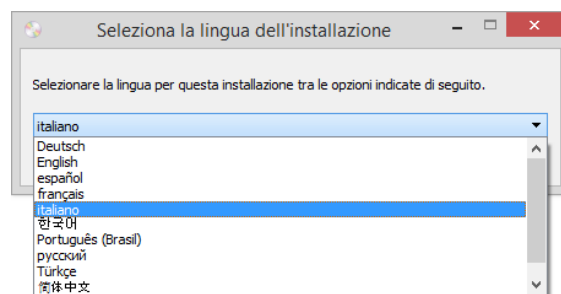 Seleziona la lingua dell'installazione
Selezionare la lingua per questa installazione tra le opzioni indicate di seguito.
italiano
Deutsch
English
español
français
italiano
한국어
Português (Brasil)
русский
Türkçe
简体中文